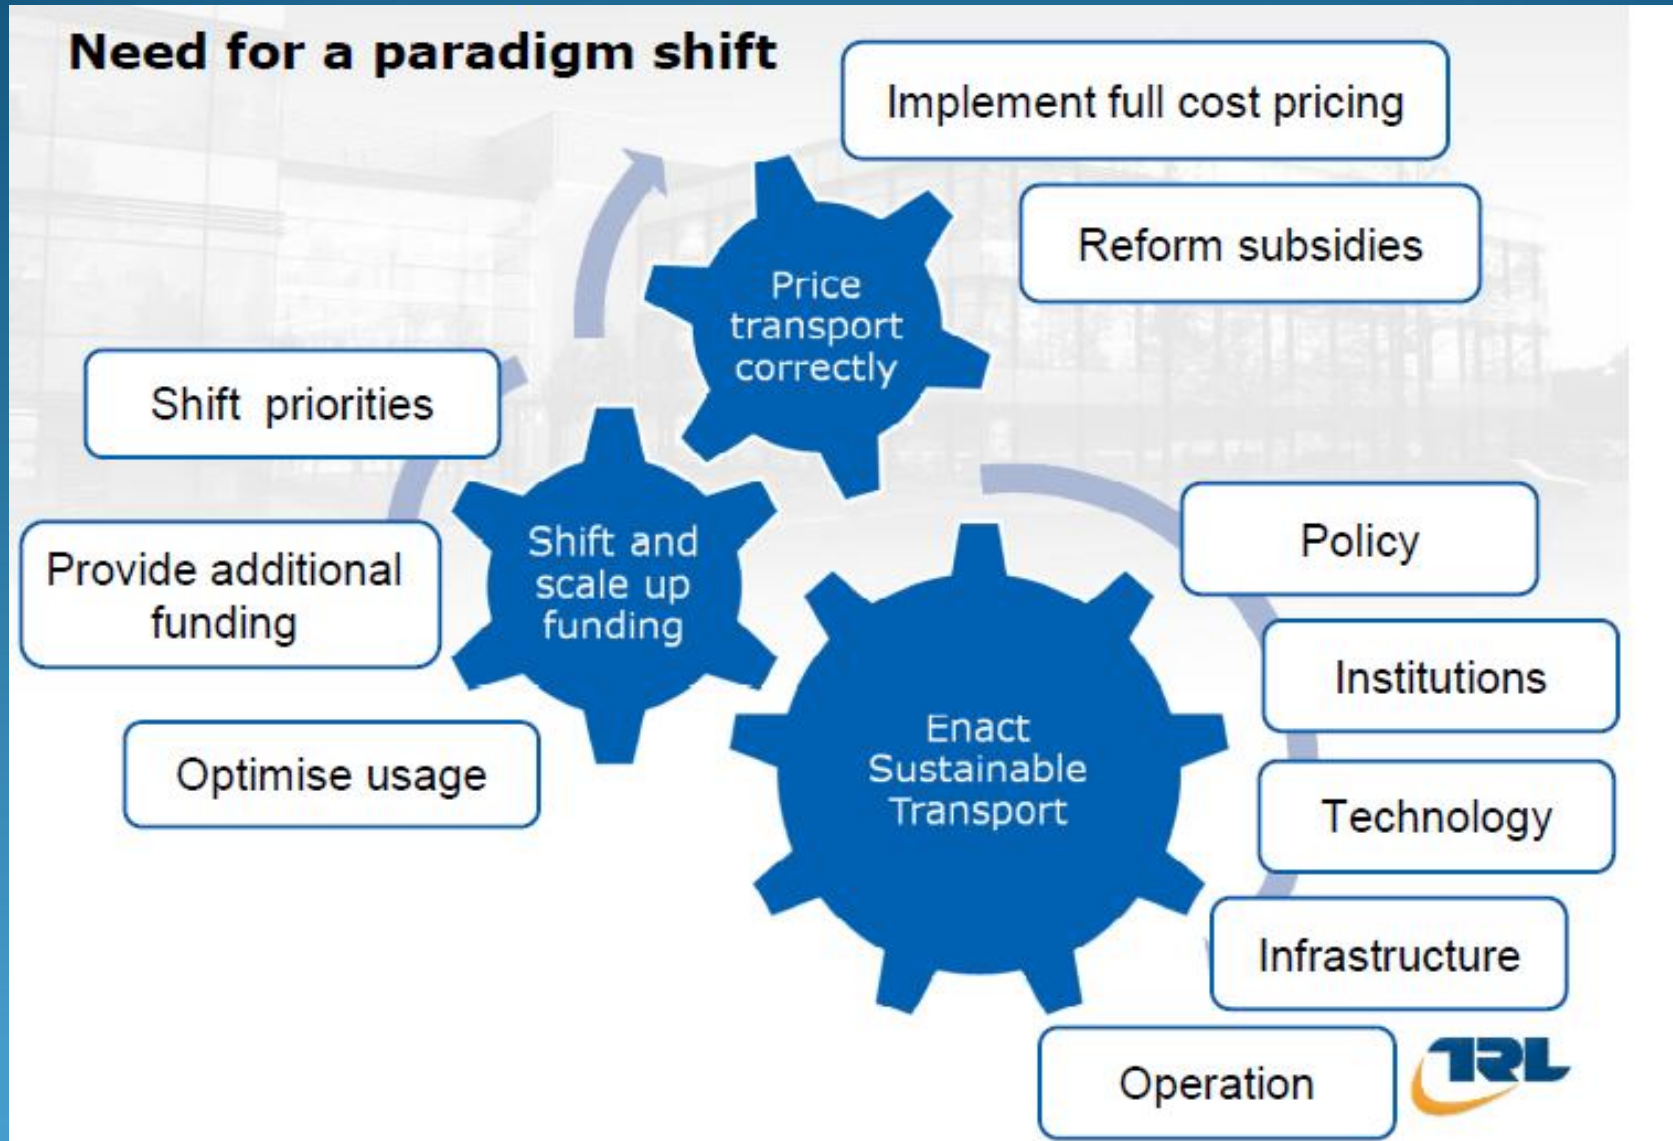 Need for a paradigm shift
Implement full cost pricing
Reform subsidies
Price
transport
correctly
Shift priorities
Provide additional
funding
Optimise usage
Shift and
scale up
funding
Enact
Sustainable
Transport
Policy
Institutions
Technology
Infrastructure
Operation
TRL